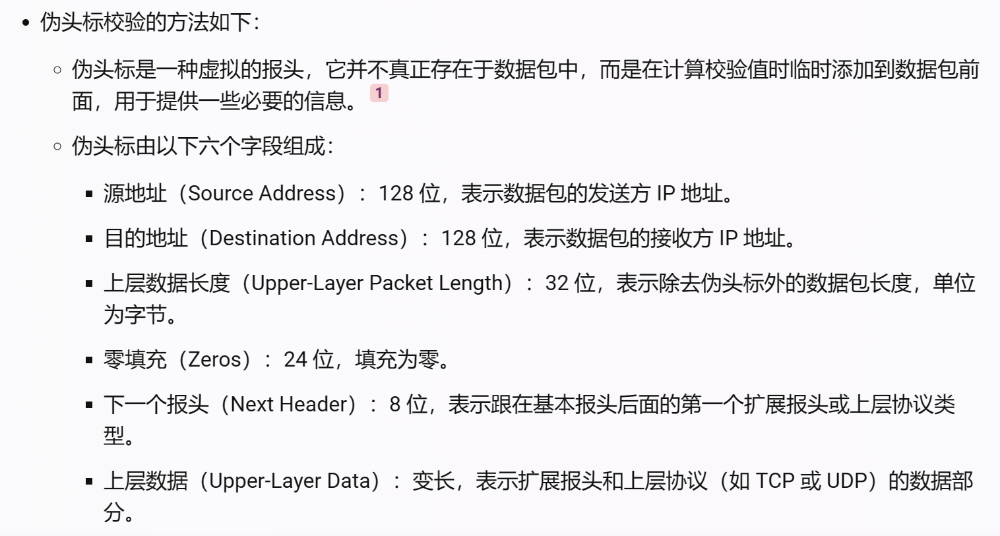 伪头标校验的方法如下：
伪头标是一种虚拟的报头，它并不真正存在于数据包中，而是在计算校验值时临时添加到数据包前
面，用于提供一些必要的信息。 1
伪头标由以下六个字段组成：
源地址（Source Address）：128 位，表示数据包的发送方 IP 地址。
目的地址（Destination Address）：128 位，表示数据包的接收方 IP 地址。
上层数据长度（Upper-Layer Packet Length）：32 位，表示除去伪头标外的数据包长度，单位
为字节。
零填充（Zeros）：24 位，填充为零。
下一个报头（Next Header）：8 位，表示跟在基本报头后面的第一个扩展报头或上层协议类
型。
上层数据（Upper-Layer Data）：变长，表示扩展报头和上层协议（如 TCP 或 UDP）的数据部
分。